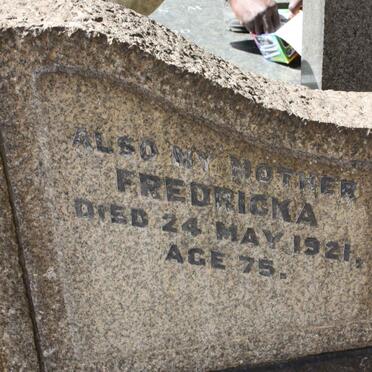 ALSO MY MOTHER
FREDRICKA
DIED 24 MAY 1921.
AGE 75.